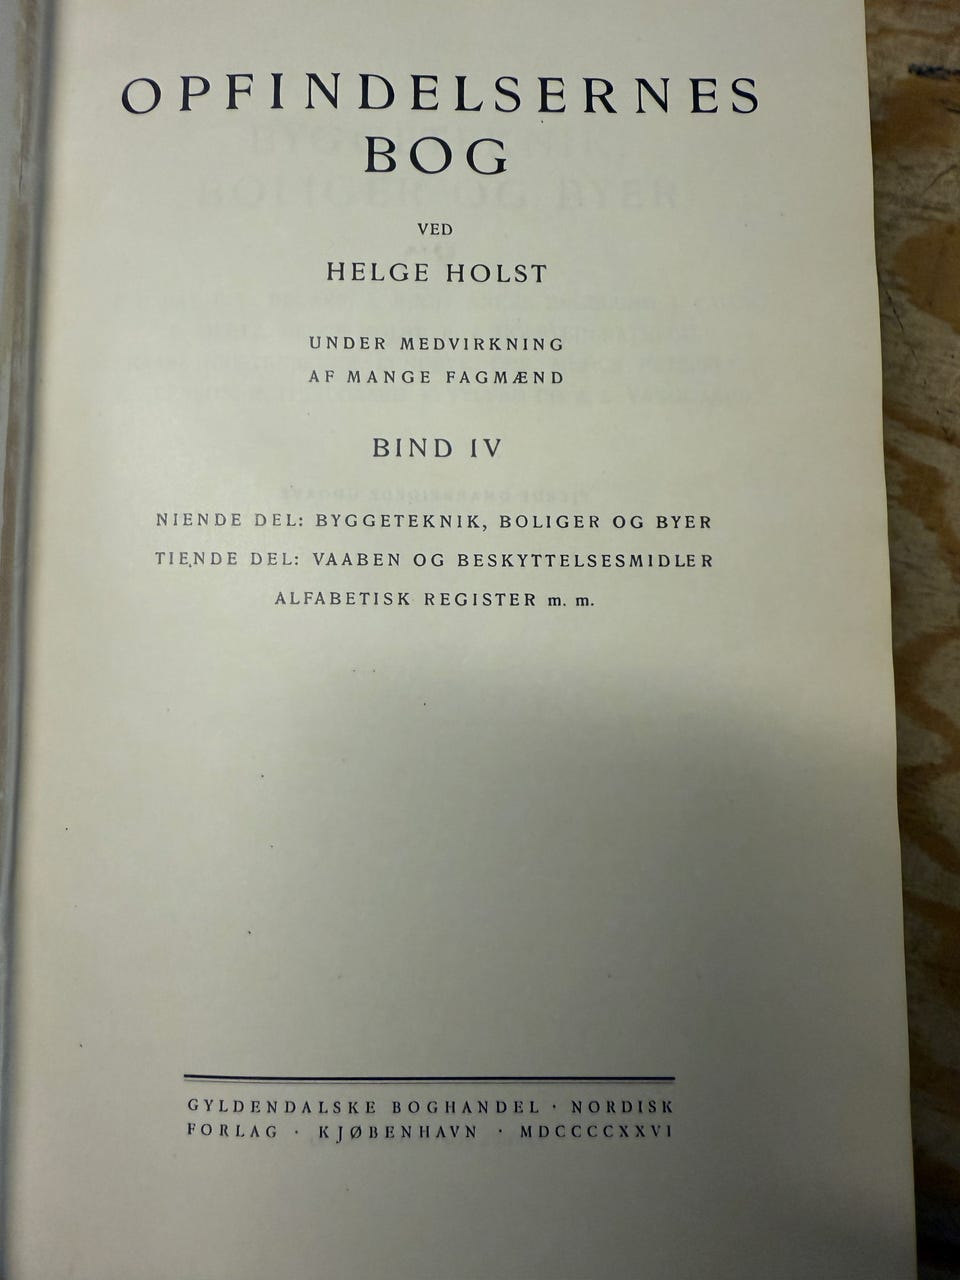 OPFINDELSERNES
BOG
VED
HELGE HOLST
UNDER MEDVIRKNING
AF MANGE FAGMÆND
BIND IV
NIENDE DEL: BYGGETEKNIK, BOLIGER OG BYER
TIENDE DEL: VAABEN OG BESKYTTELSESMIDLER
ALFABETISK REGISTER m. m.
GYLDENDALSKE BOGHANDEL · NORDISK
FORLAG · KJØBENHAVN · MDCCCCXXVI